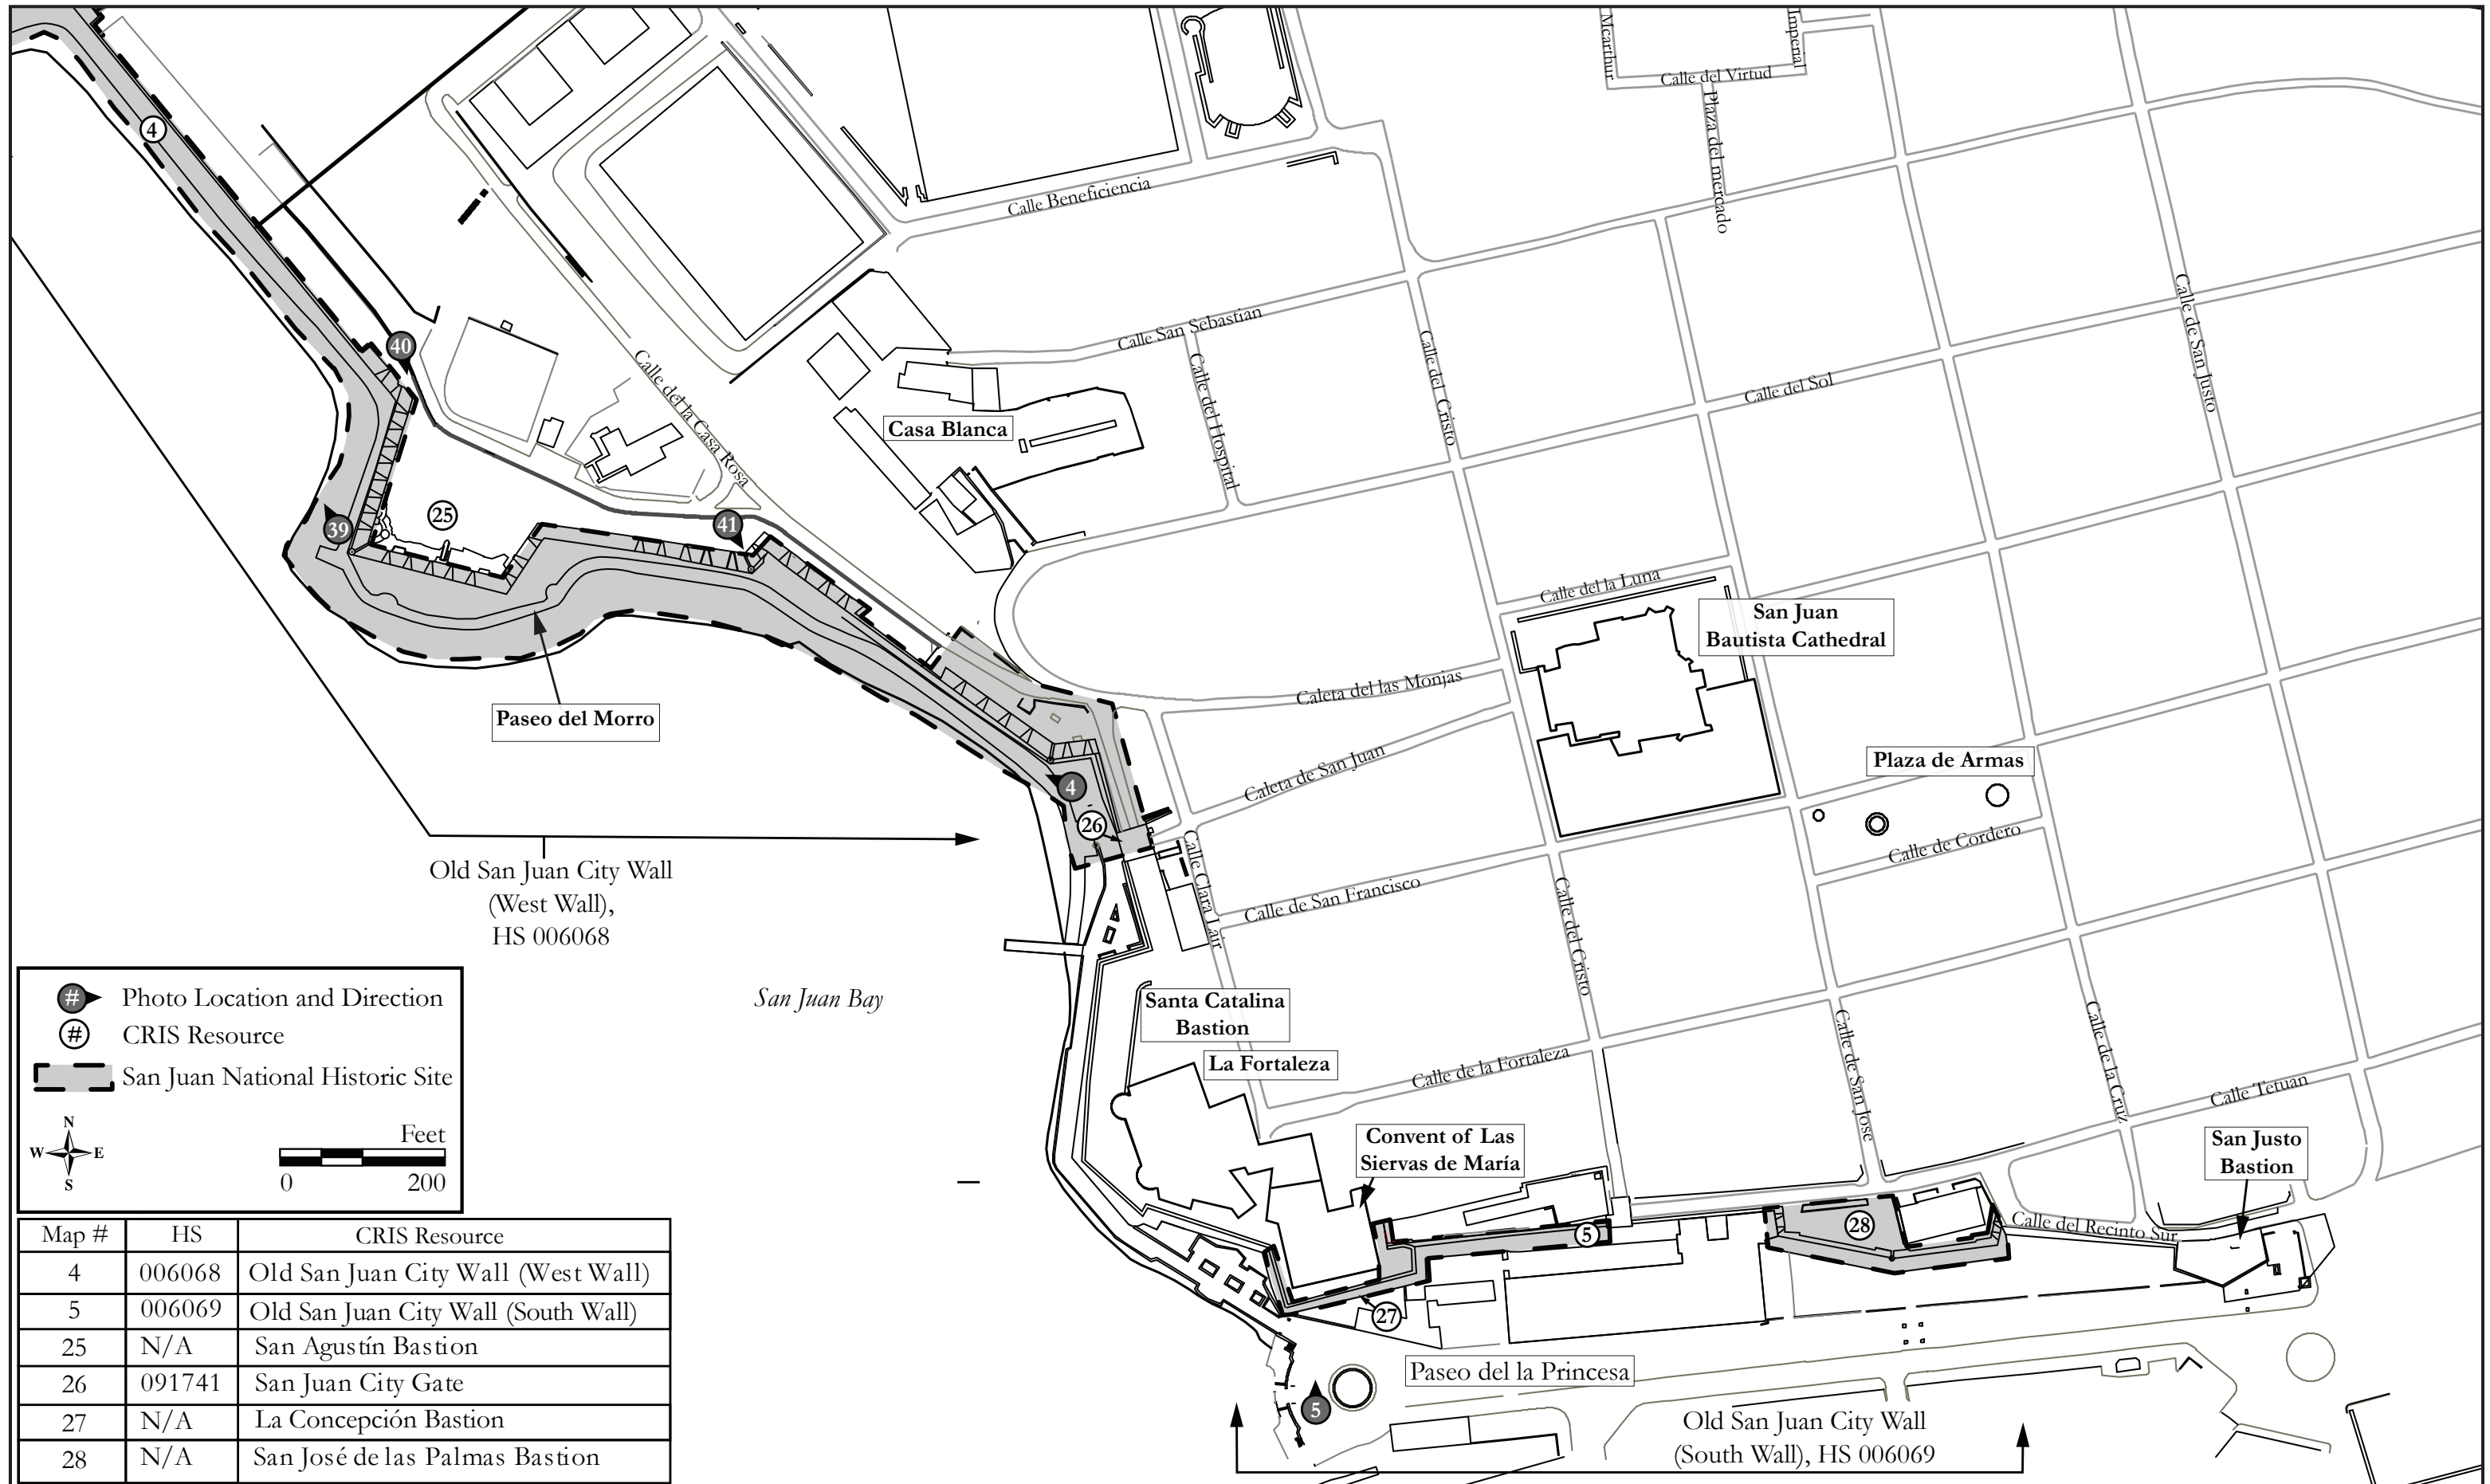 Mcarthur
Imperial
Calle del Virtud
Plaza del mercado
4
Calle Beneficiencia
Calle San Sebastian
Calle del Hospital
Calle del Cristo
Calle del Sol
Calle de San Justo
40
Calle del la Casa Rosa
Casa Blanca
25
39
41
Calle del la Luna
San Juan
Bautista Cathedral
Caleta del las Monjas
Paseo del Morro
Caleta de San Juan
Plaza de Armas
4
26
Calle de Cordero
Calle Clara Lair
Old San Juan City Wall
(West Wall),
HS 006068
Calle de San Francisco
Calle del Cristo
San Juan Bay
Santa Catalina
Bastion
La Fortaleza
Calle de la Fortaleza
Calle de San Jose
Calle de la Cruz
Calle Tetuan
Convent of Las
Siervas de María
San Justo
Bastion
5
28
Calle del Recinto Sur
27
Paseo del la Princesa
5
Old San Juan City Wall
(South Wall), HS 006069
# Photo Location and Direction
# CRIS Resource
San Juan National Historic Site
N
W E
S
Feet
0 200
Map # HS CRIS Resource
4 006068 Old San Juan City Wall (West Wall)
5 006069 Old San Juan City Wall (South Wall)
25 N/A San Agustín Bastion
26 091741 San Juan City Gate
27 N/A La Concepción Bastion
28 N/A San José de las Palmas Bastion